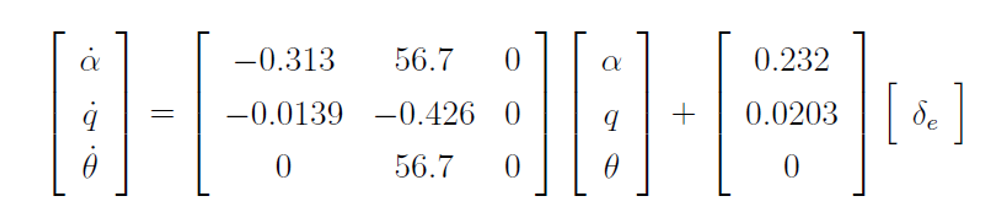 α̇ −0.313 56.7 0 α 0.232
q̇ = −0.0139 −0.426 0 q + 0.0203 [ δₑ ]
θ̇ 0 56.7 0 θ 0